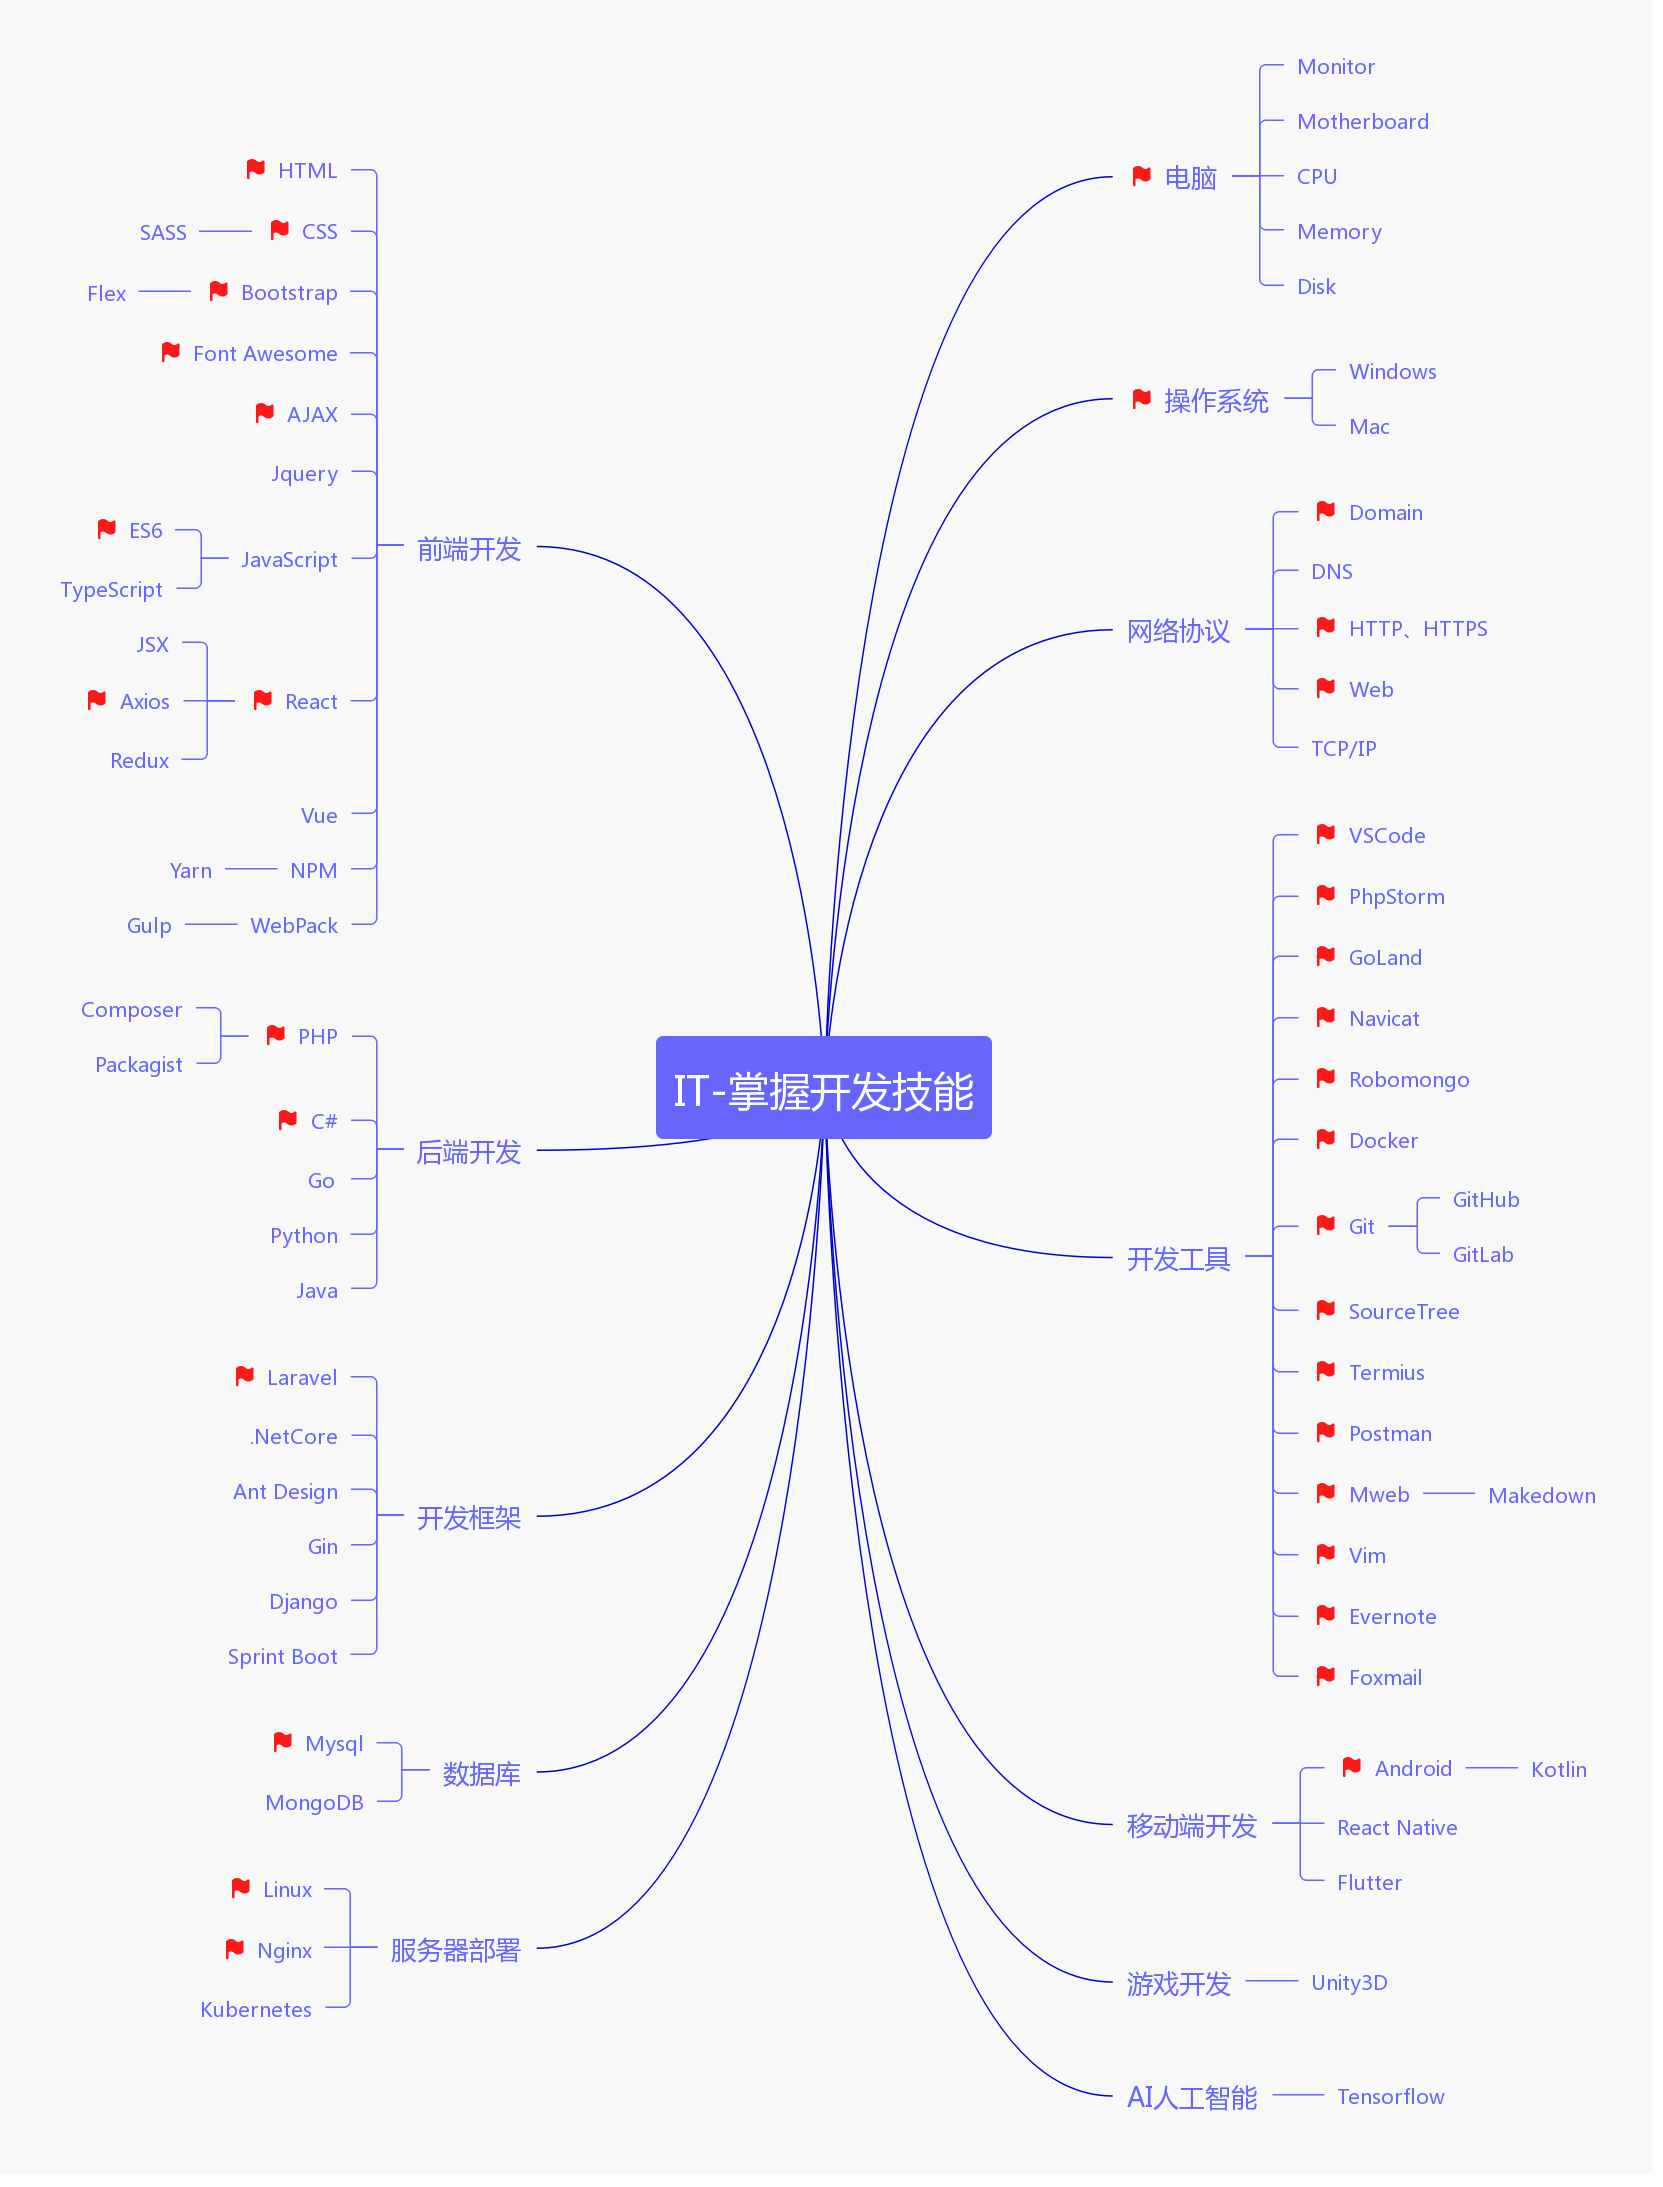 IT-掌握开发技能
电脑
Monitor
Motherboard
CPU
Memory
Disk
操作系统
Windows
Mac
网络协议
Domain
DNS
HTTP、HTTPS
Web
TCP/IP
开发工具
VSCode
PhpStorm
GoLand
Navicat
Robomongo
Docker
Git
GitHub
GitLab
SourceTree
Termius
Postman
Mweb
Makedown
Vim
Evernote
Foxmail
移动端开发
Android
Kotlin
React Native
Flutter
游戏开发
Unity3D
AI人工智能
Tensorflow
前端开发
HTML
CSS
SASS
Bootstrap
Flex
Font Awesome
AJAX
Jquery
JavaScript
ES6
TypeScript
React
JSX
Axios
Redux
Vue
NPM
Yarn
WebPack
Gulp
后端开发
PHP
Composer
Packagist
C#
Go
Python
Java
开发框架
Laravel
.NetCore
Ant Design
Gin
Django
Sprint Boot
数据库
Mysql
MongoDB
服务器部署
Linux
Nginx
Kubernetes